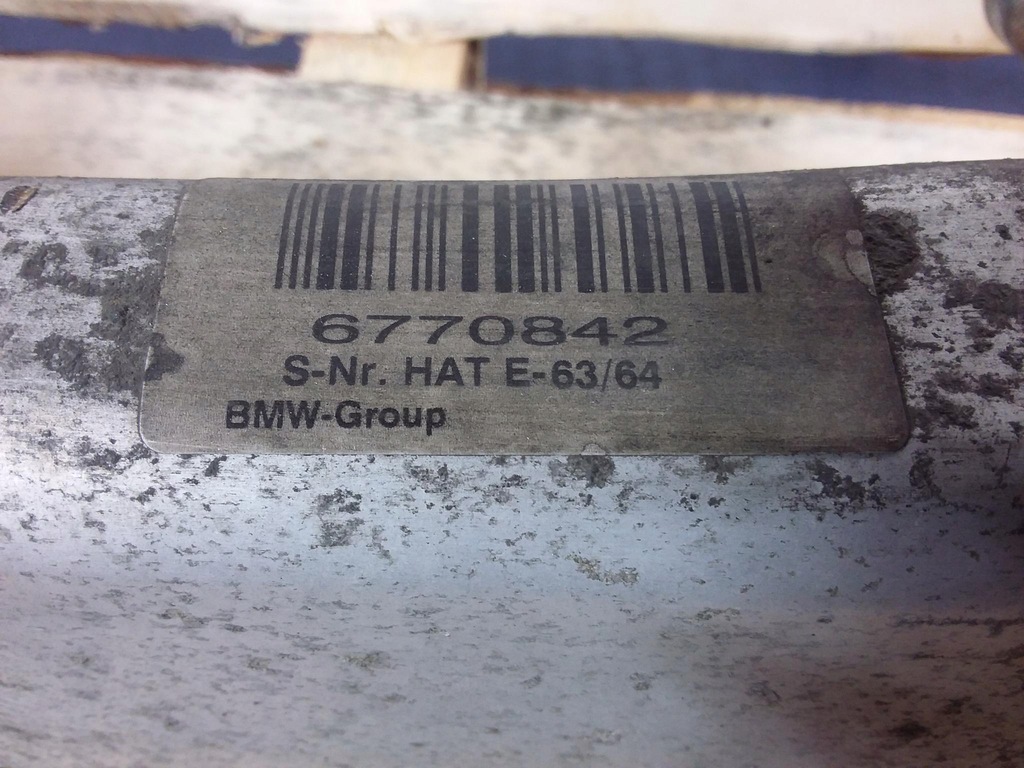 6770842
S-Nr. HAT E-63/64
BMW-Group